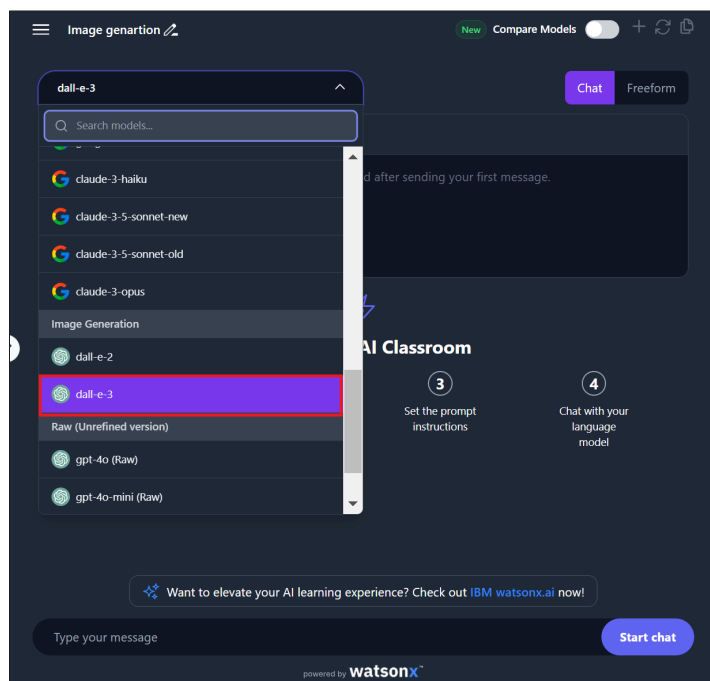 Image genartion
New Compare Models
dall-e-3
Chat Freeform
Search models...
claude-3-haiku
d after sending your first message.
claude-3-5-sonnet-new
claude-3-5-sonnet-old
claude-3-opus
Image Generation
dall-e-2
AI Classroom
dall-e-3
3
4
Set the prompt
instructions
Chat with your
language
model
Raw (Unrefined version)
gpt-4o (Raw)
gpt-4o-mini (Raw)
Want to elevate your AI learning experience? Check out IBM watsonx.ai now!
Type your message
Start chat
powered by watsonx